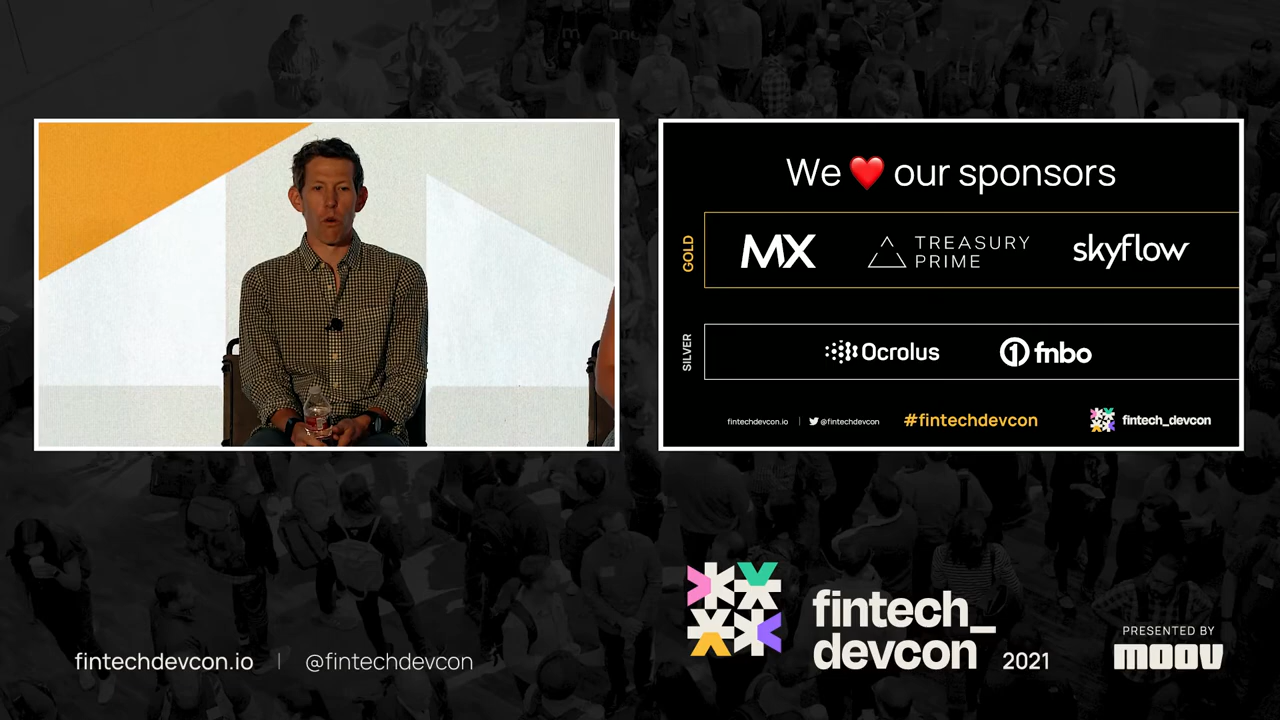 We ❤️ our sponsors
GOLD
MX
TREASURY
PRIME
skyflow
SILVER
Ocrolus
1 fnbo
fintechdevcon.io | @fintechdevcon
#fintechdevcon
fintech_devcon
fintechdevcon.io | @fintechdevcon
fintech_
devcon 2021
PRESENTED BY
moov